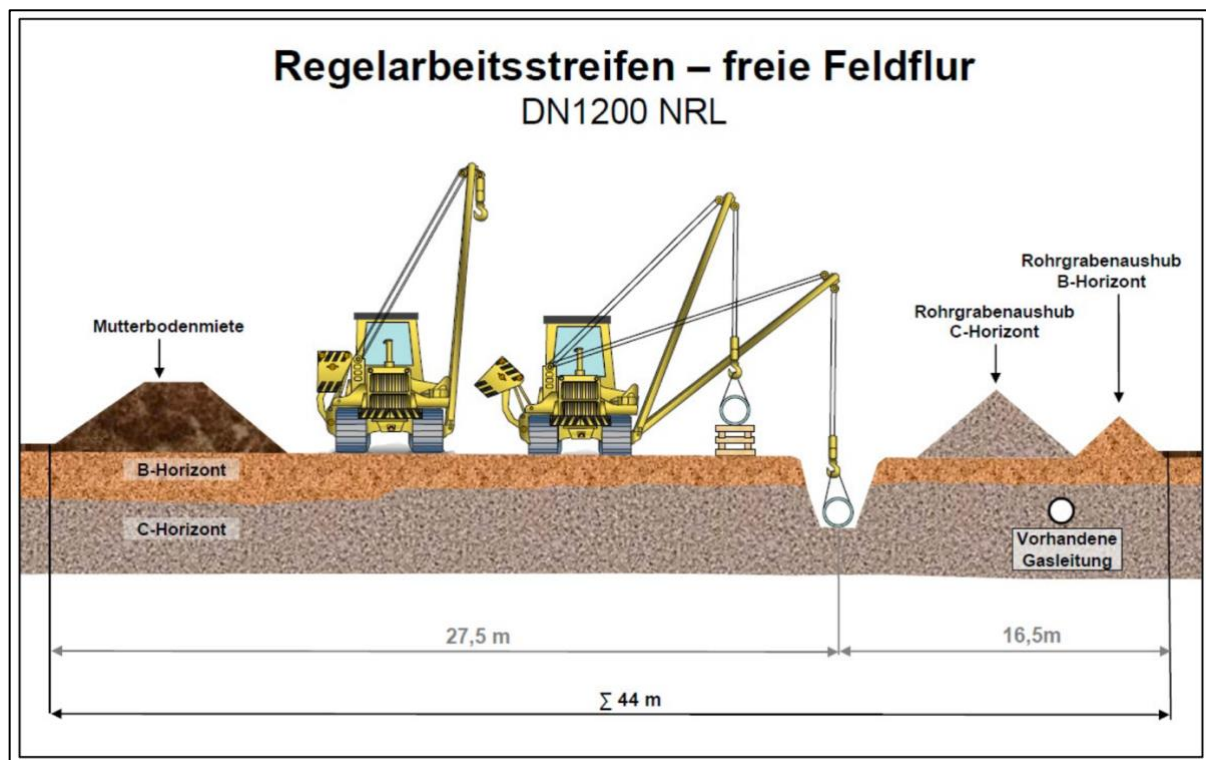 Regelarbeitsstreifen – freie Feldflur
DN1200 NRL
Mutterbodenmiete
Rohrgrabenaushub
C-Horizont
Rohrgrabenaushub
B-Horizont
B-Horizont
C-Horizont
Vorhandene
Gasleitung
27,5 m
16,5m
∑ 44 m